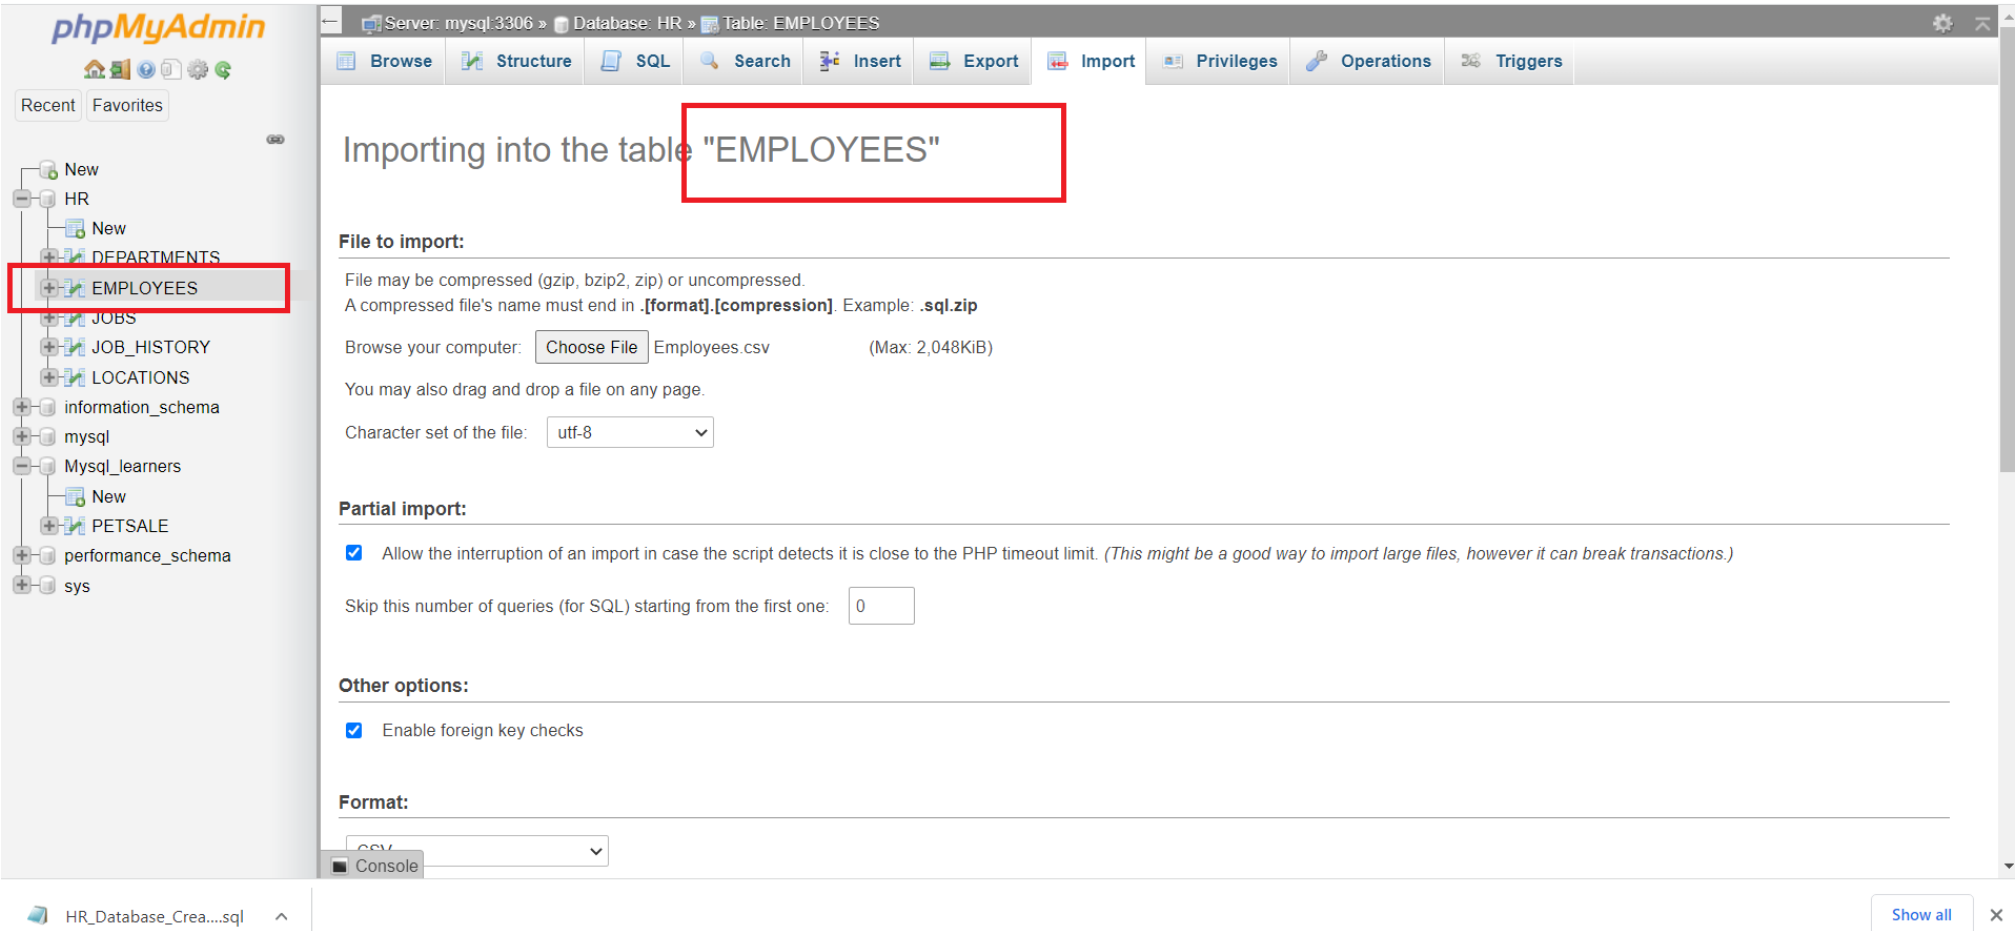 phpMyAdmin
Recent Favorites
New
HR
New
DEPARTMENTS
EMPLOYEES
JOBS
JOB_HISTORY
LOCATIONS
information_schema
mysql
Mysql_learners
New
PETSALE
performance_schema
sys
Server: mysql:3306 » Database: HR » Table: EMPLOYEES
Browse Structure SQL Search Insert Export Import Privileges Operations Triggers
Importing into the table "EMPLOYEES"
File to import:
File may be compressed (gzip, bzip2, zip) or uncompressed.
A compressed file's name must end in .[format].[compression]. Example: .sql.zip
Browse your computer: Choose File Employees.csv (Max: 2,048KiB)
You may also drag and drop a file on any page.
Character set of the file: utf-8
Partial import:
Allow the interruption of an import in case the script detects it is close to the PHP timeout limit. (This might be a good way to import large files, however it can break transactions.)
Skip this number of queries (for SQL) starting from the first one: 0
Other options:
Enable foreign key checks
Format:
CSV
Console
HR_Database_Crea....sql
Show all